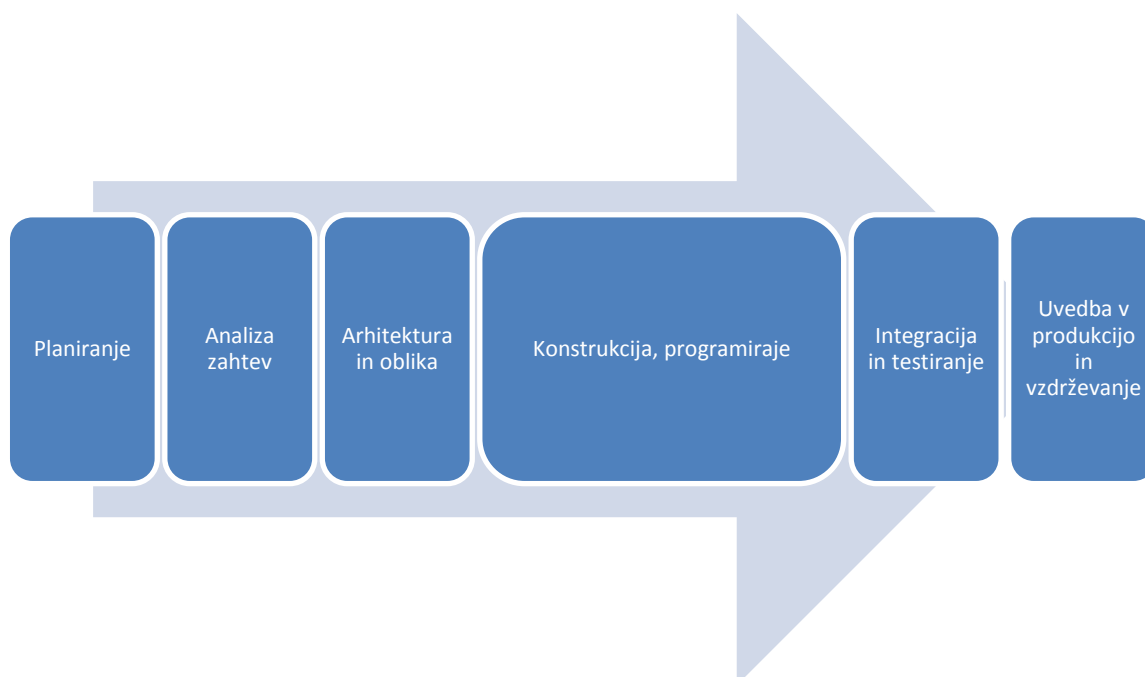 Planiranje
Analiza
zahtev
Arhitektura
in oblika
Konstrukcija, programiraje
Integracija
in testiranje
Uvedba v
produkcijo
in
vzdrževanje